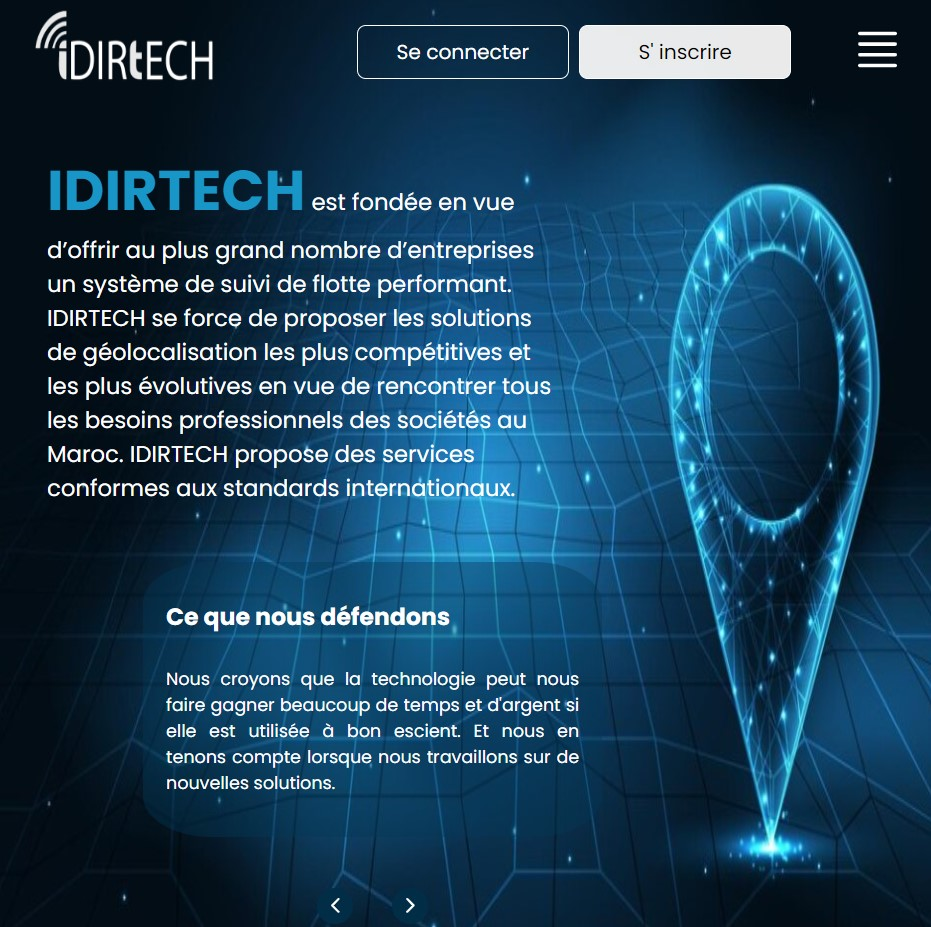 iDIRtECH
Se connecter
S' inscrire
IDIRTECH est fondée en vue
d’offrir au plus grand nombre d’entreprises
un système de suivi de flotte performant.
IDIRTECH se force de proposer les solutions
de géolocalisation les plus compétitives et
les plus évolutives en vue de rencontrer tous
les besoins professionnels des sociétés au
Maroc. IDIRTECH propose des services
conformes aux standards internationaux.
Ce que nous défendons
Nous croyons que la technologie peut nous
faire gagner beaucoup de temps et d'argent si
elle est utilisée à bon escient. Et nous en
tenons compte lorsque nous travaillons sur de
nouvelles solutions.